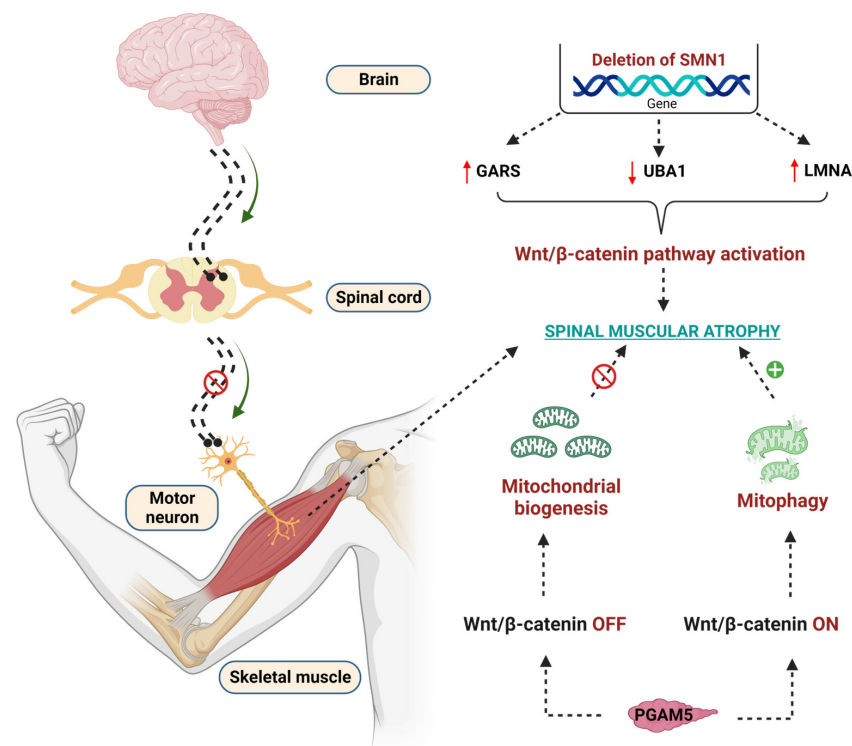 Brain
Spinal cord
Motor
neuron
Skeletal muscle
Deletion of SMN1
Gene
GARS
UBA1
LMNA
Wnt/β-catenin pathway activation
SPINAL MUSCULAR ATROPHY
Mitochondrial
biogenesis
Mitophagy
Wnt/β-catenin OFF
Wnt/β-catenin ON
PGAM5